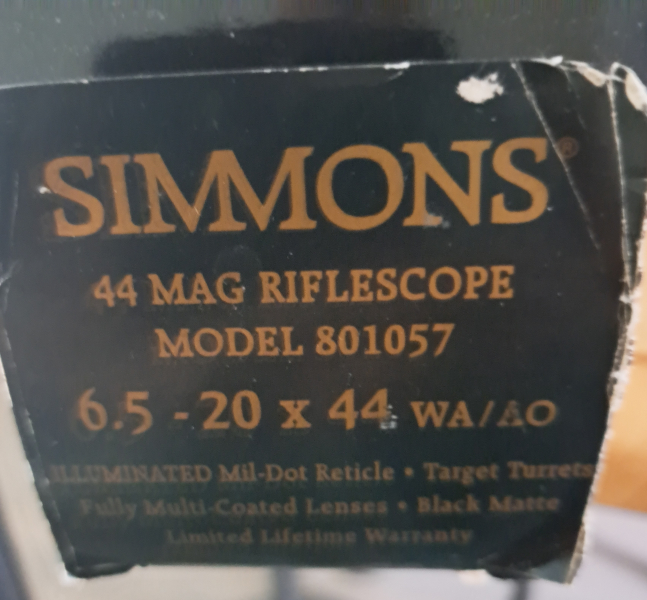 SIMMONS®
44 MAG RIFLESCOPE
MODEL 801057
6.5 - 20 x 44 WA/AO
ILLUMINATED Mil-Dot Reticle • Target Turrets
Fully Multi-Coated Lenses • Black Matte
Limited Lifetime Warranty